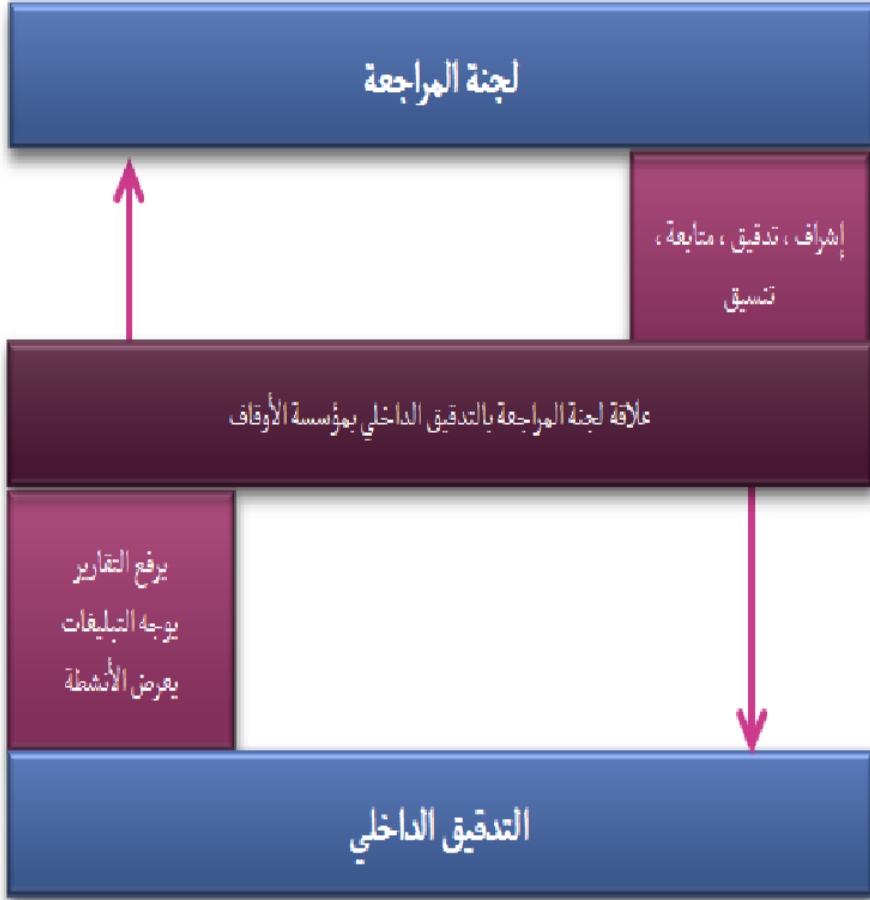 لجنة المراجعة
إشراف ، تدقيق ، متابعة ،
تنسيق
علاقة لجنة المراجعة بالتدقيق الداخلي بمؤسسة الأوقاف
يرفع التقارير
يوجه التبليغات
يعرض الأنشطة
التدقيق الداخلي